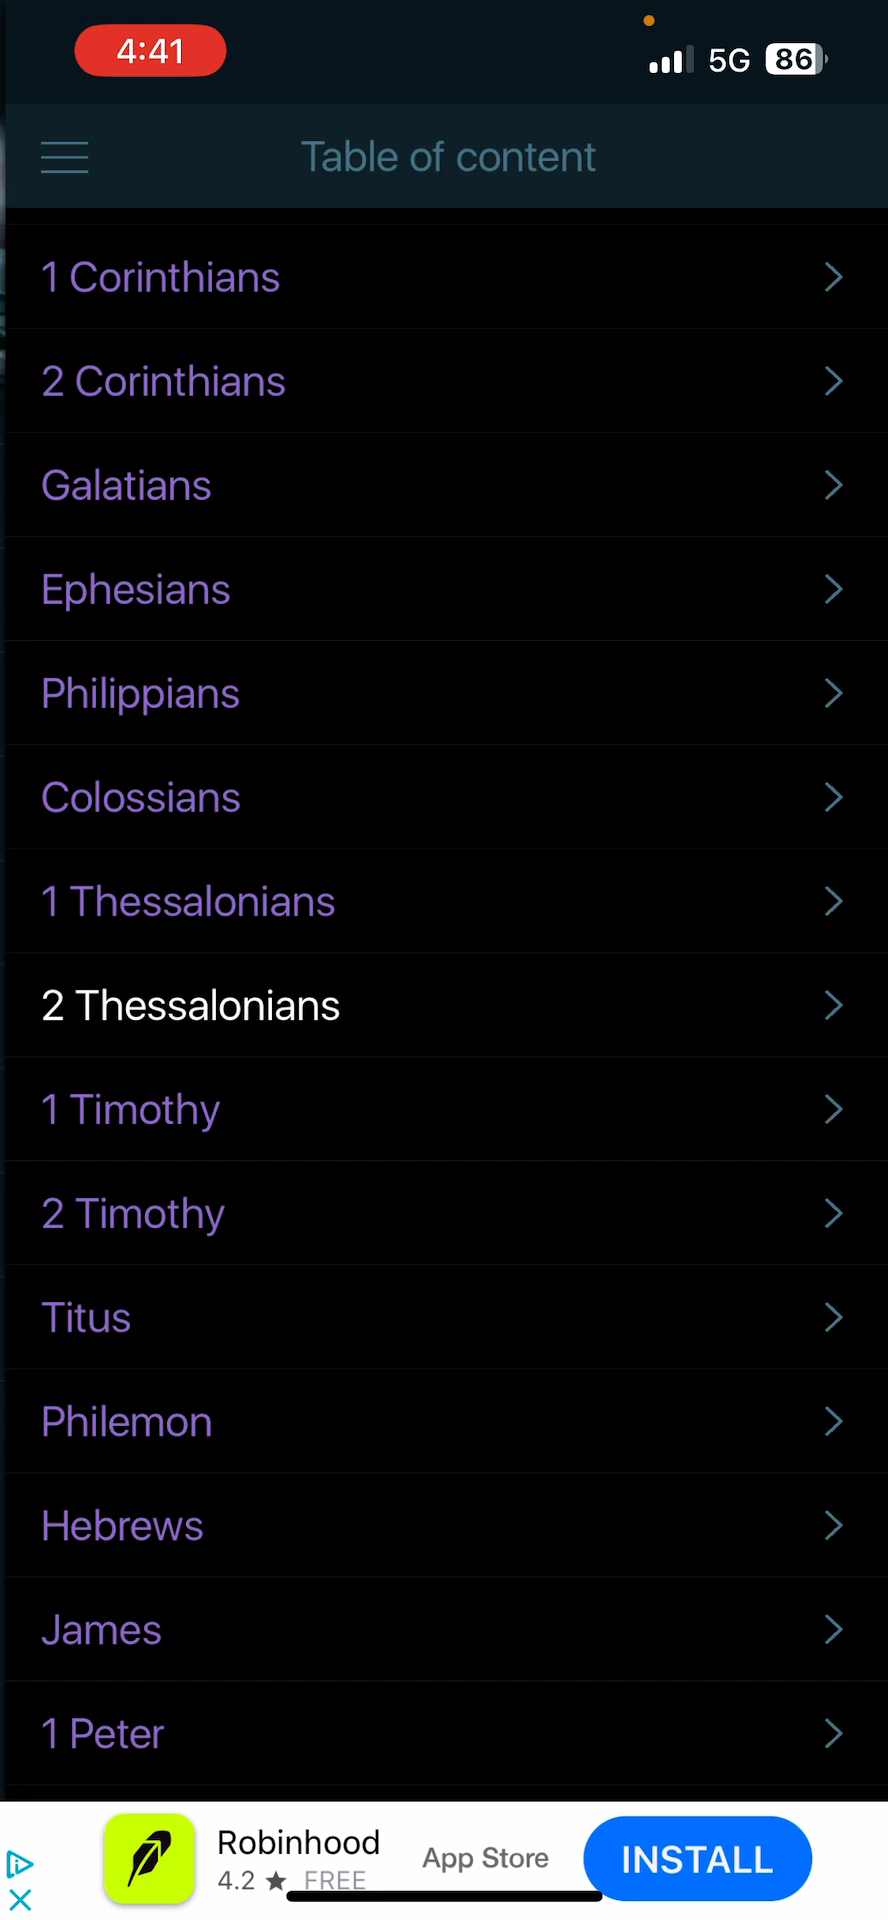 4:41
5G 86
Table of content
1 Corinthians
2 Corinthians
Galatians
Ephesians
Philippians
Colossians
1 Thessalonians
2 Thessalonians
1 Timothy
2 Timothy
Titus
Philemon
Hebrews
James
1 Peter
Robinhood
4.2 ★ FREE
App Store
INSTALL